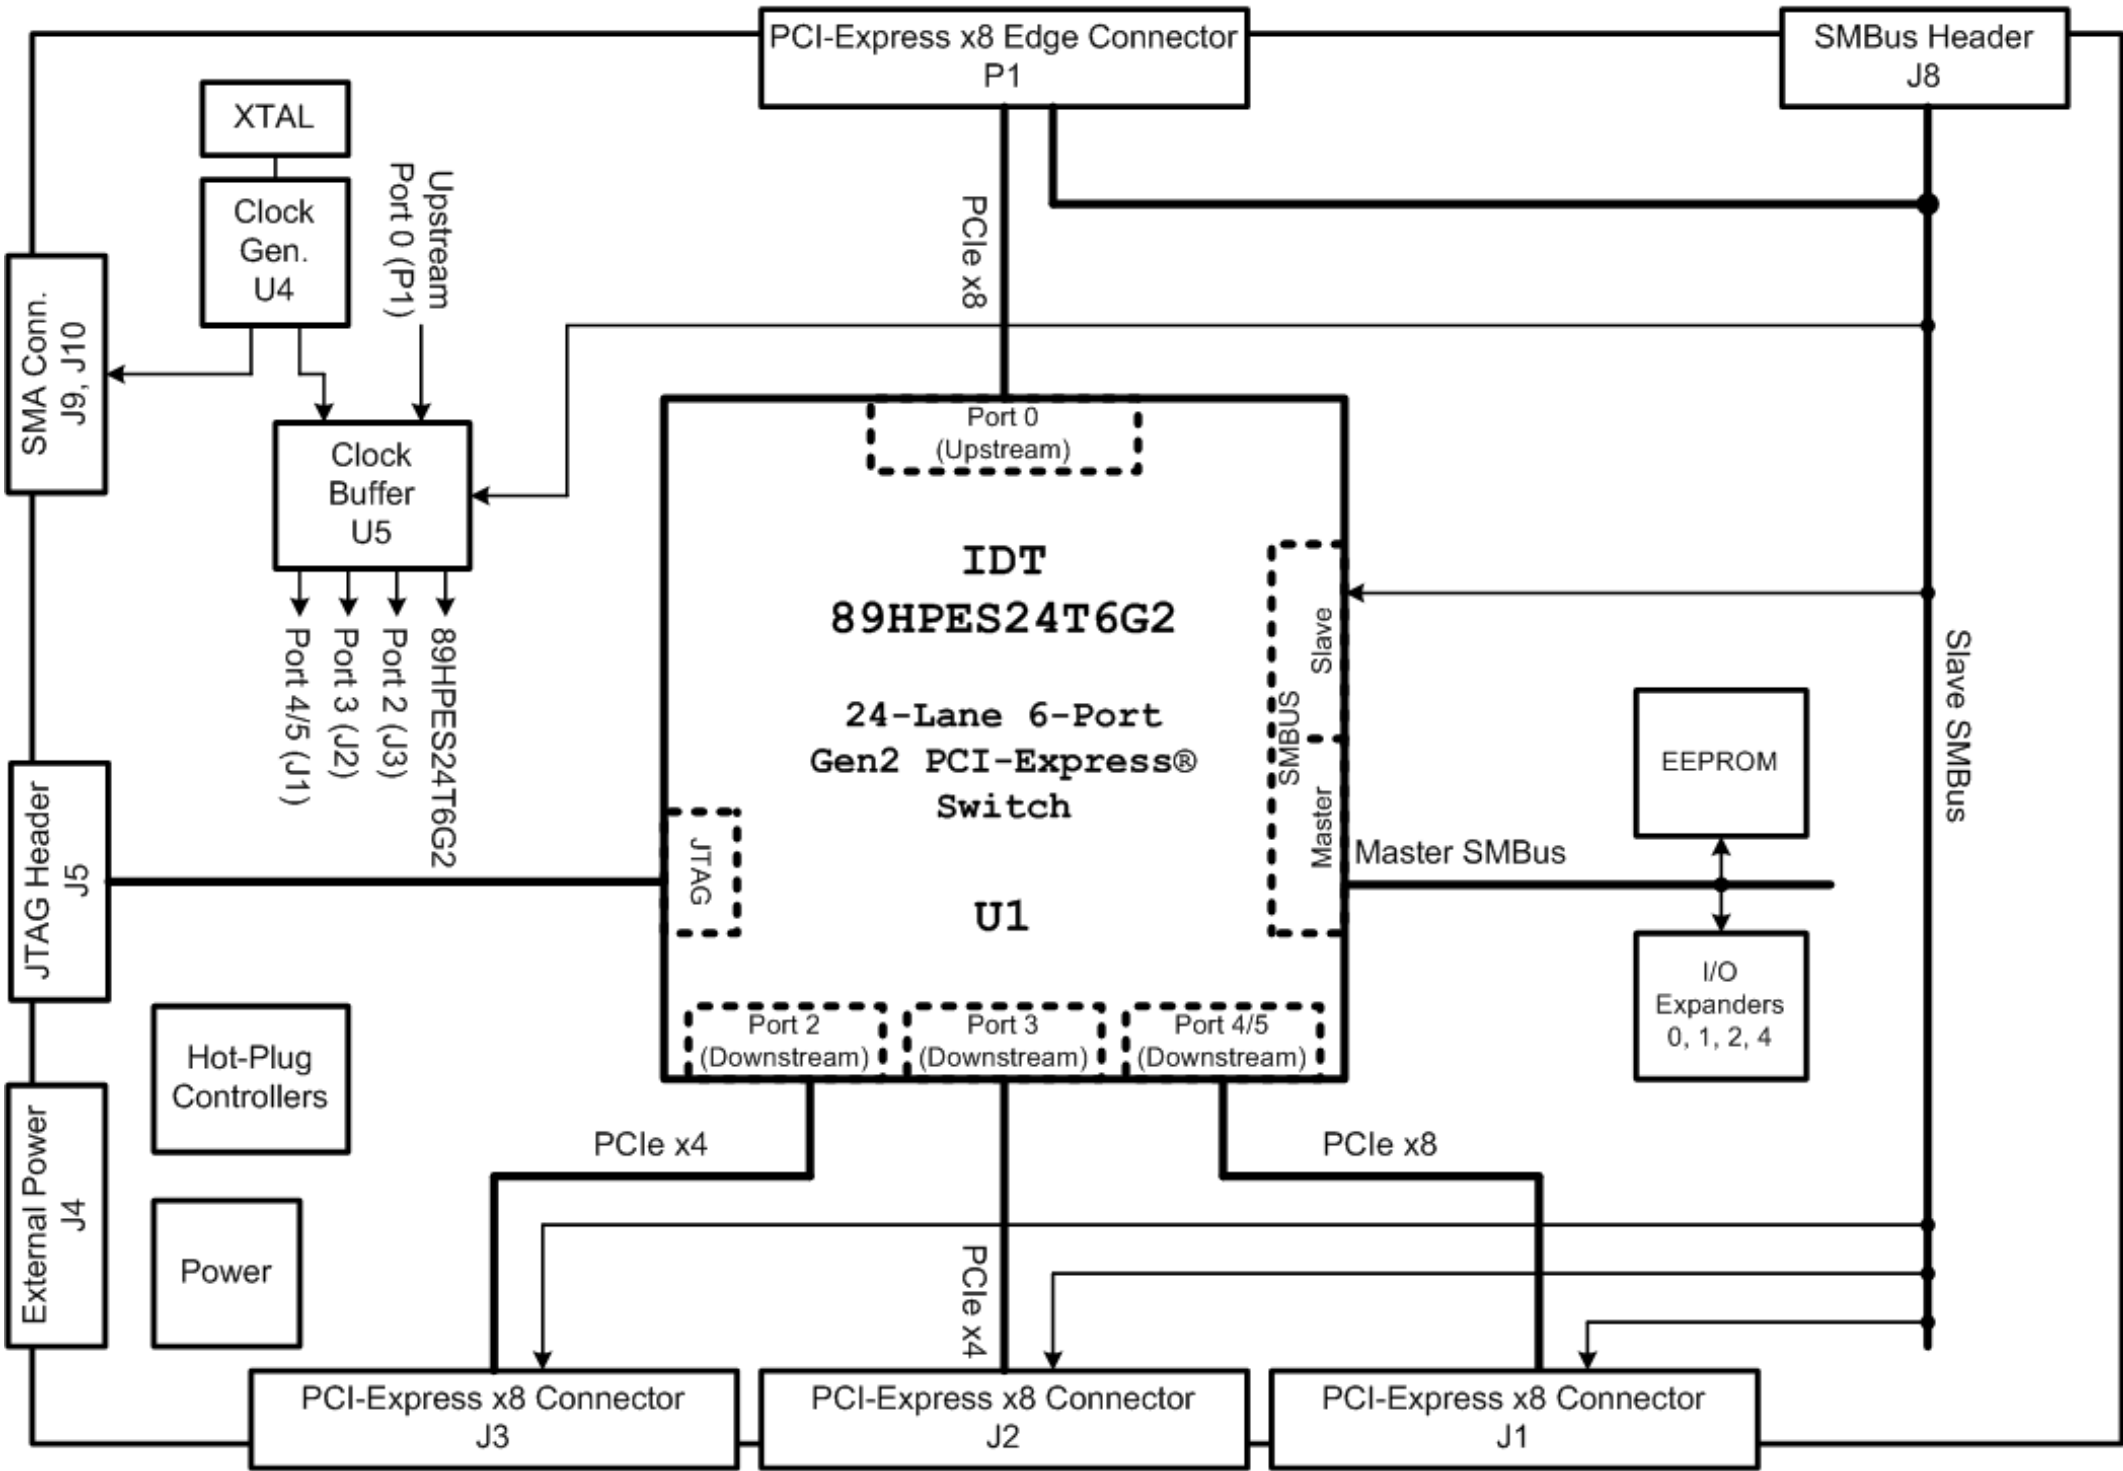 PCI-Express x8 Edge Connector
P1
SMBus Header
J8
XTAL
Clock
Gen.
U4
Upstream
Port 0 (P1)
PCIe x8
SMA Conn.
J9, J10
Clock
Buffer
U5
Port 0
(Upstream)
IDT
89HPES24T6G2
24-Lane 6-Port
Gen2 PCI-Express®
Switch
U1
Slave
SMBUS
Master
Slave SMBus
Port 4/5 (J1)
Port 3 (J2)
Port 2 (J3)
89HPES24T6G2
EEPROM
JTAG Header
J5
JTAG
Master SMBus
I/O
Expanders
0, 1, 2, 4
Hot-Plug
Controllers
Port 2
(Downstream)
Port 3
(Downstream)
Port 4/5
(Downstream)
External Power
J4
PCIe x4
PCIe x8
Power
PCIe x4
PCI-Express x8 Connector
J3
PCI-Express x8 Connector
J2
PCI-Express x8 Connector
J1